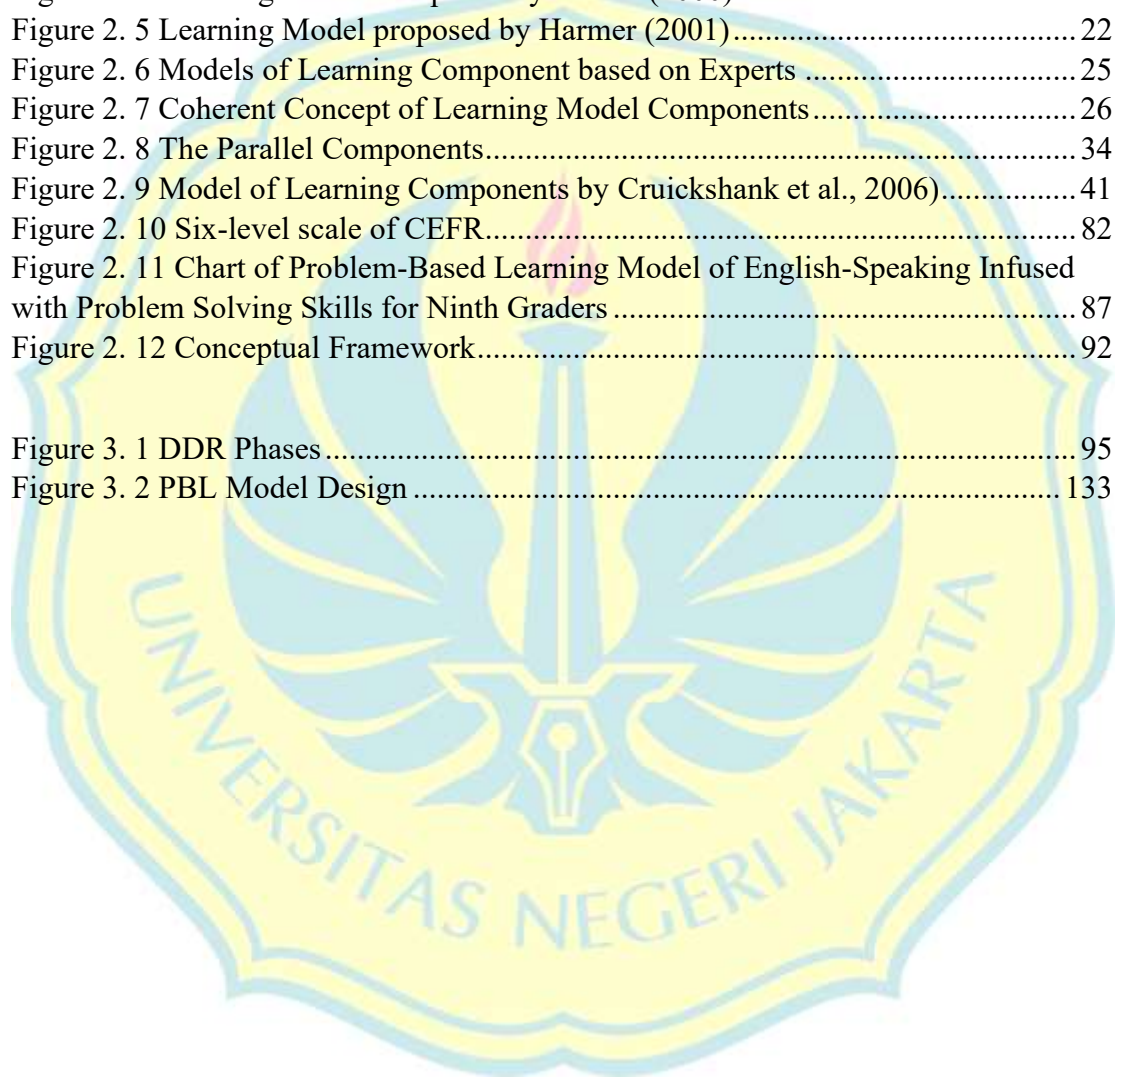 Figure 2. 5 Learning Model proposed by Harmer (2001)....................................... 22
Figure 2. 6 Models of Learning Component based on Experts ............................... 25
Figure 2. 7 Coherent Concept of Learning Model Components.............................. 26
Figure 2. 8 The Parallel Components..................................................................... 34
Figure 2. 9 Model of Learning Components by Cruickshank et al., 2006)............... 41
Figure 2. 10 Six-level scale of CEFR..................................................................... 82
Figure 2. 11 Chart of Problem-Based Learning Model of English-Speaking Infused
with Problem Solving Skills for Ninth Graders ...................................................... 87
Figure 2. 12 Conceptual Framework...................................................................... 92
Figure 3. 1 DDR Phases........................................................................................ 95
Figure 3. 2 PBL Model Design ............................................................................ 133
UNIVERSITAS NEGERI JAKARTA